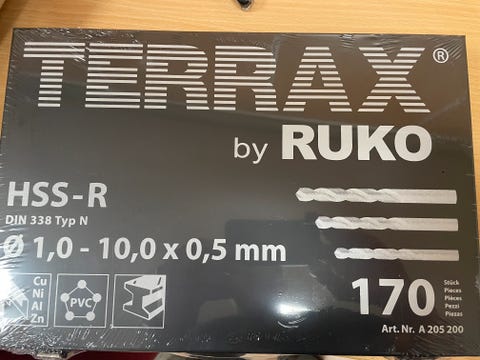 TERRAX®
by RUKO
HSS-R
DIN 338 Typ N
Ø 1,0 - 10,0 x 0,5 mm
Cu
Ni
Al
Zn
PVC
170
Stück
Pieces
Pièces
Pezzi
Piezas
Art. Nr. A 205 200